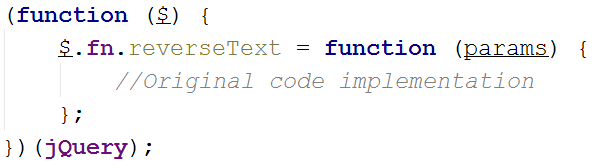 (function ($) {
    $.fn.reverseText = function (params) {
        //Original code implementation
    };
})(jQuery);